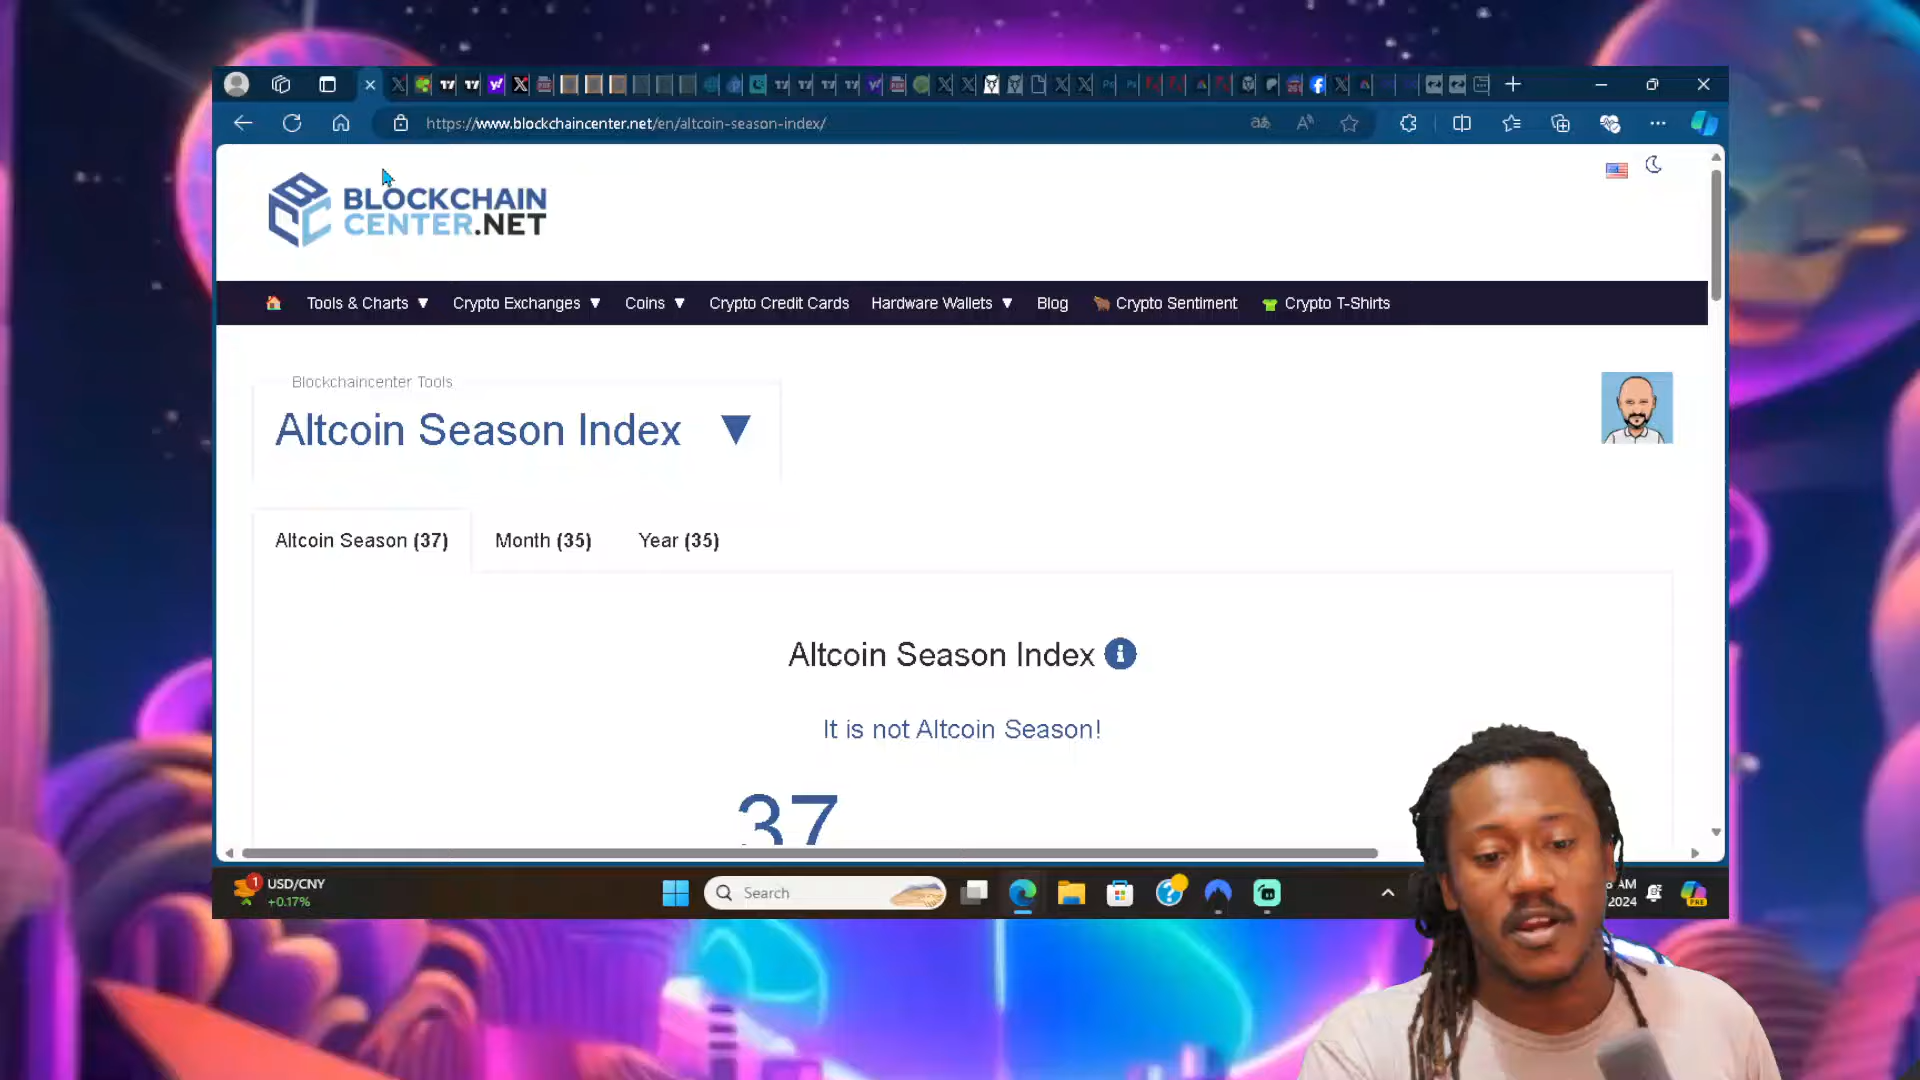 https://www.blockchaincenter.net/en/altcoin-season-index/
BLOCKCHAIN
CENTER.NET
Tools & Charts ▼ Crypto Exchanges ▼ Coins ▼ Crypto Credit Cards Hardware Wallets ▼ Blog Crypto Sentiment Crypto T-Shirts
Blockchaincenter Tools
Altcoin Season Index ▼
Altcoin Season (37) Month (35) Year (35)
Altcoin Season Index
It is not Altcoin Season!
37
1 USD/CNY
+0.17%
Search
AM
2024
PRE